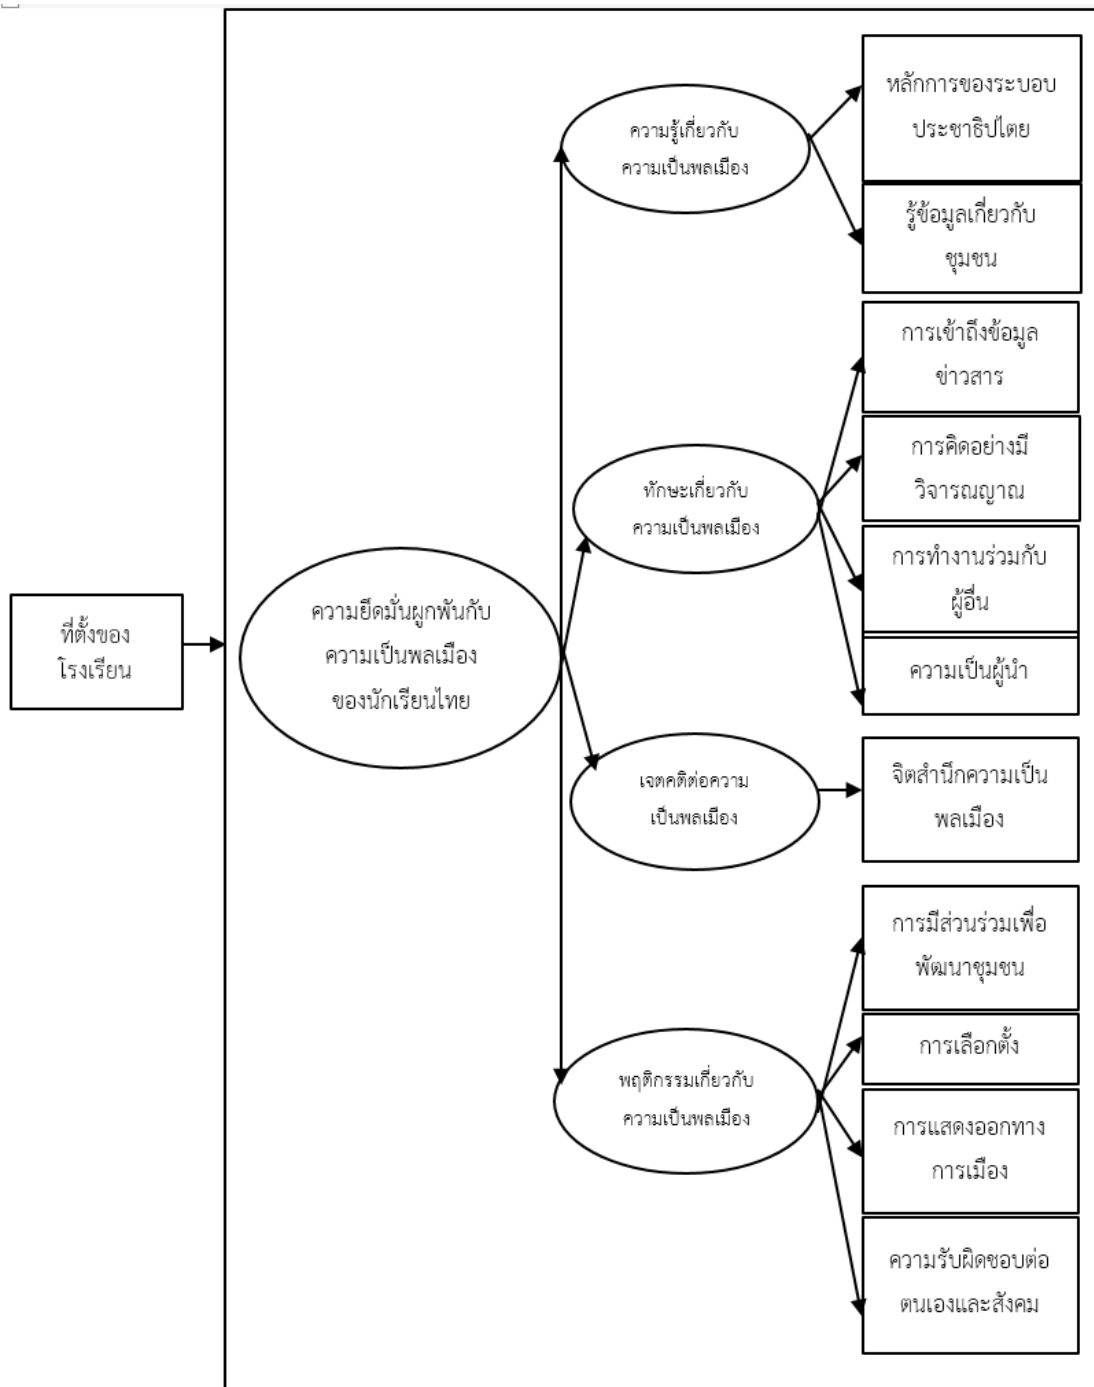 หลักการของระบอบ
ประชาธิปไตย
ความรู้เกี่ยวกับ
ความเป็นพลเมือง
รู้ข้อมูลเกี่ยวกับ
ชุมชน
การเข้าถึงข้อมูล
ข่าวสาร
การคิดอย่างมี
วิจารณญาณ
ทักษะเกี่ยวกับ
ความเป็นพลเมือง
การทำงานร่วมกับ
ผู้อื่น
ความเป็นผู้นำ
ที่ตั้งของ
โรงเรียน
ความยึดมั่นผูกพันกับ
ความเป็นพลเมือง
ของนักเรียนไทย
เจตคติต่อความ
เป็นพลเมือง
จิตสำนึกความเป็น
พลเมือง
การมีส่วนร่วมเพื่อ
พัฒนาชุมชน
การเลือกตั้ง
พฤติกรรมเกี่ยวกับ
ความเป็นพลเมือง
การแสดงออกทาง
การเมือง
ความรับผิดชอบต่อ
ตนเองและสังคม